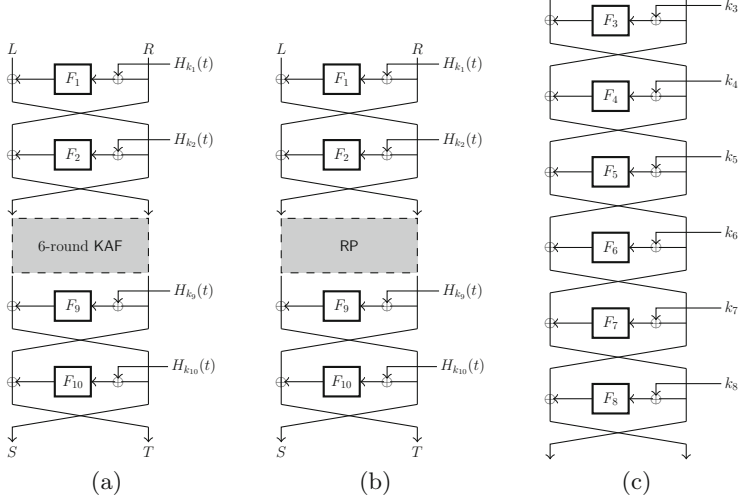 L R
F1
Hk1(t)
F2
Hk2(t)
6-round KAF
F9
Hk9(t)
F10
Hk10(t)
S T
(a)
L R
F1
Hk1(t)
F2
Hk2(t)
RP
F9
Hk9(t)
F10
Hk10(t)
S T
(b)
k3
F3
k4
F4
k5
F5
k6
F6
k7
F7
k8
F8
(c)